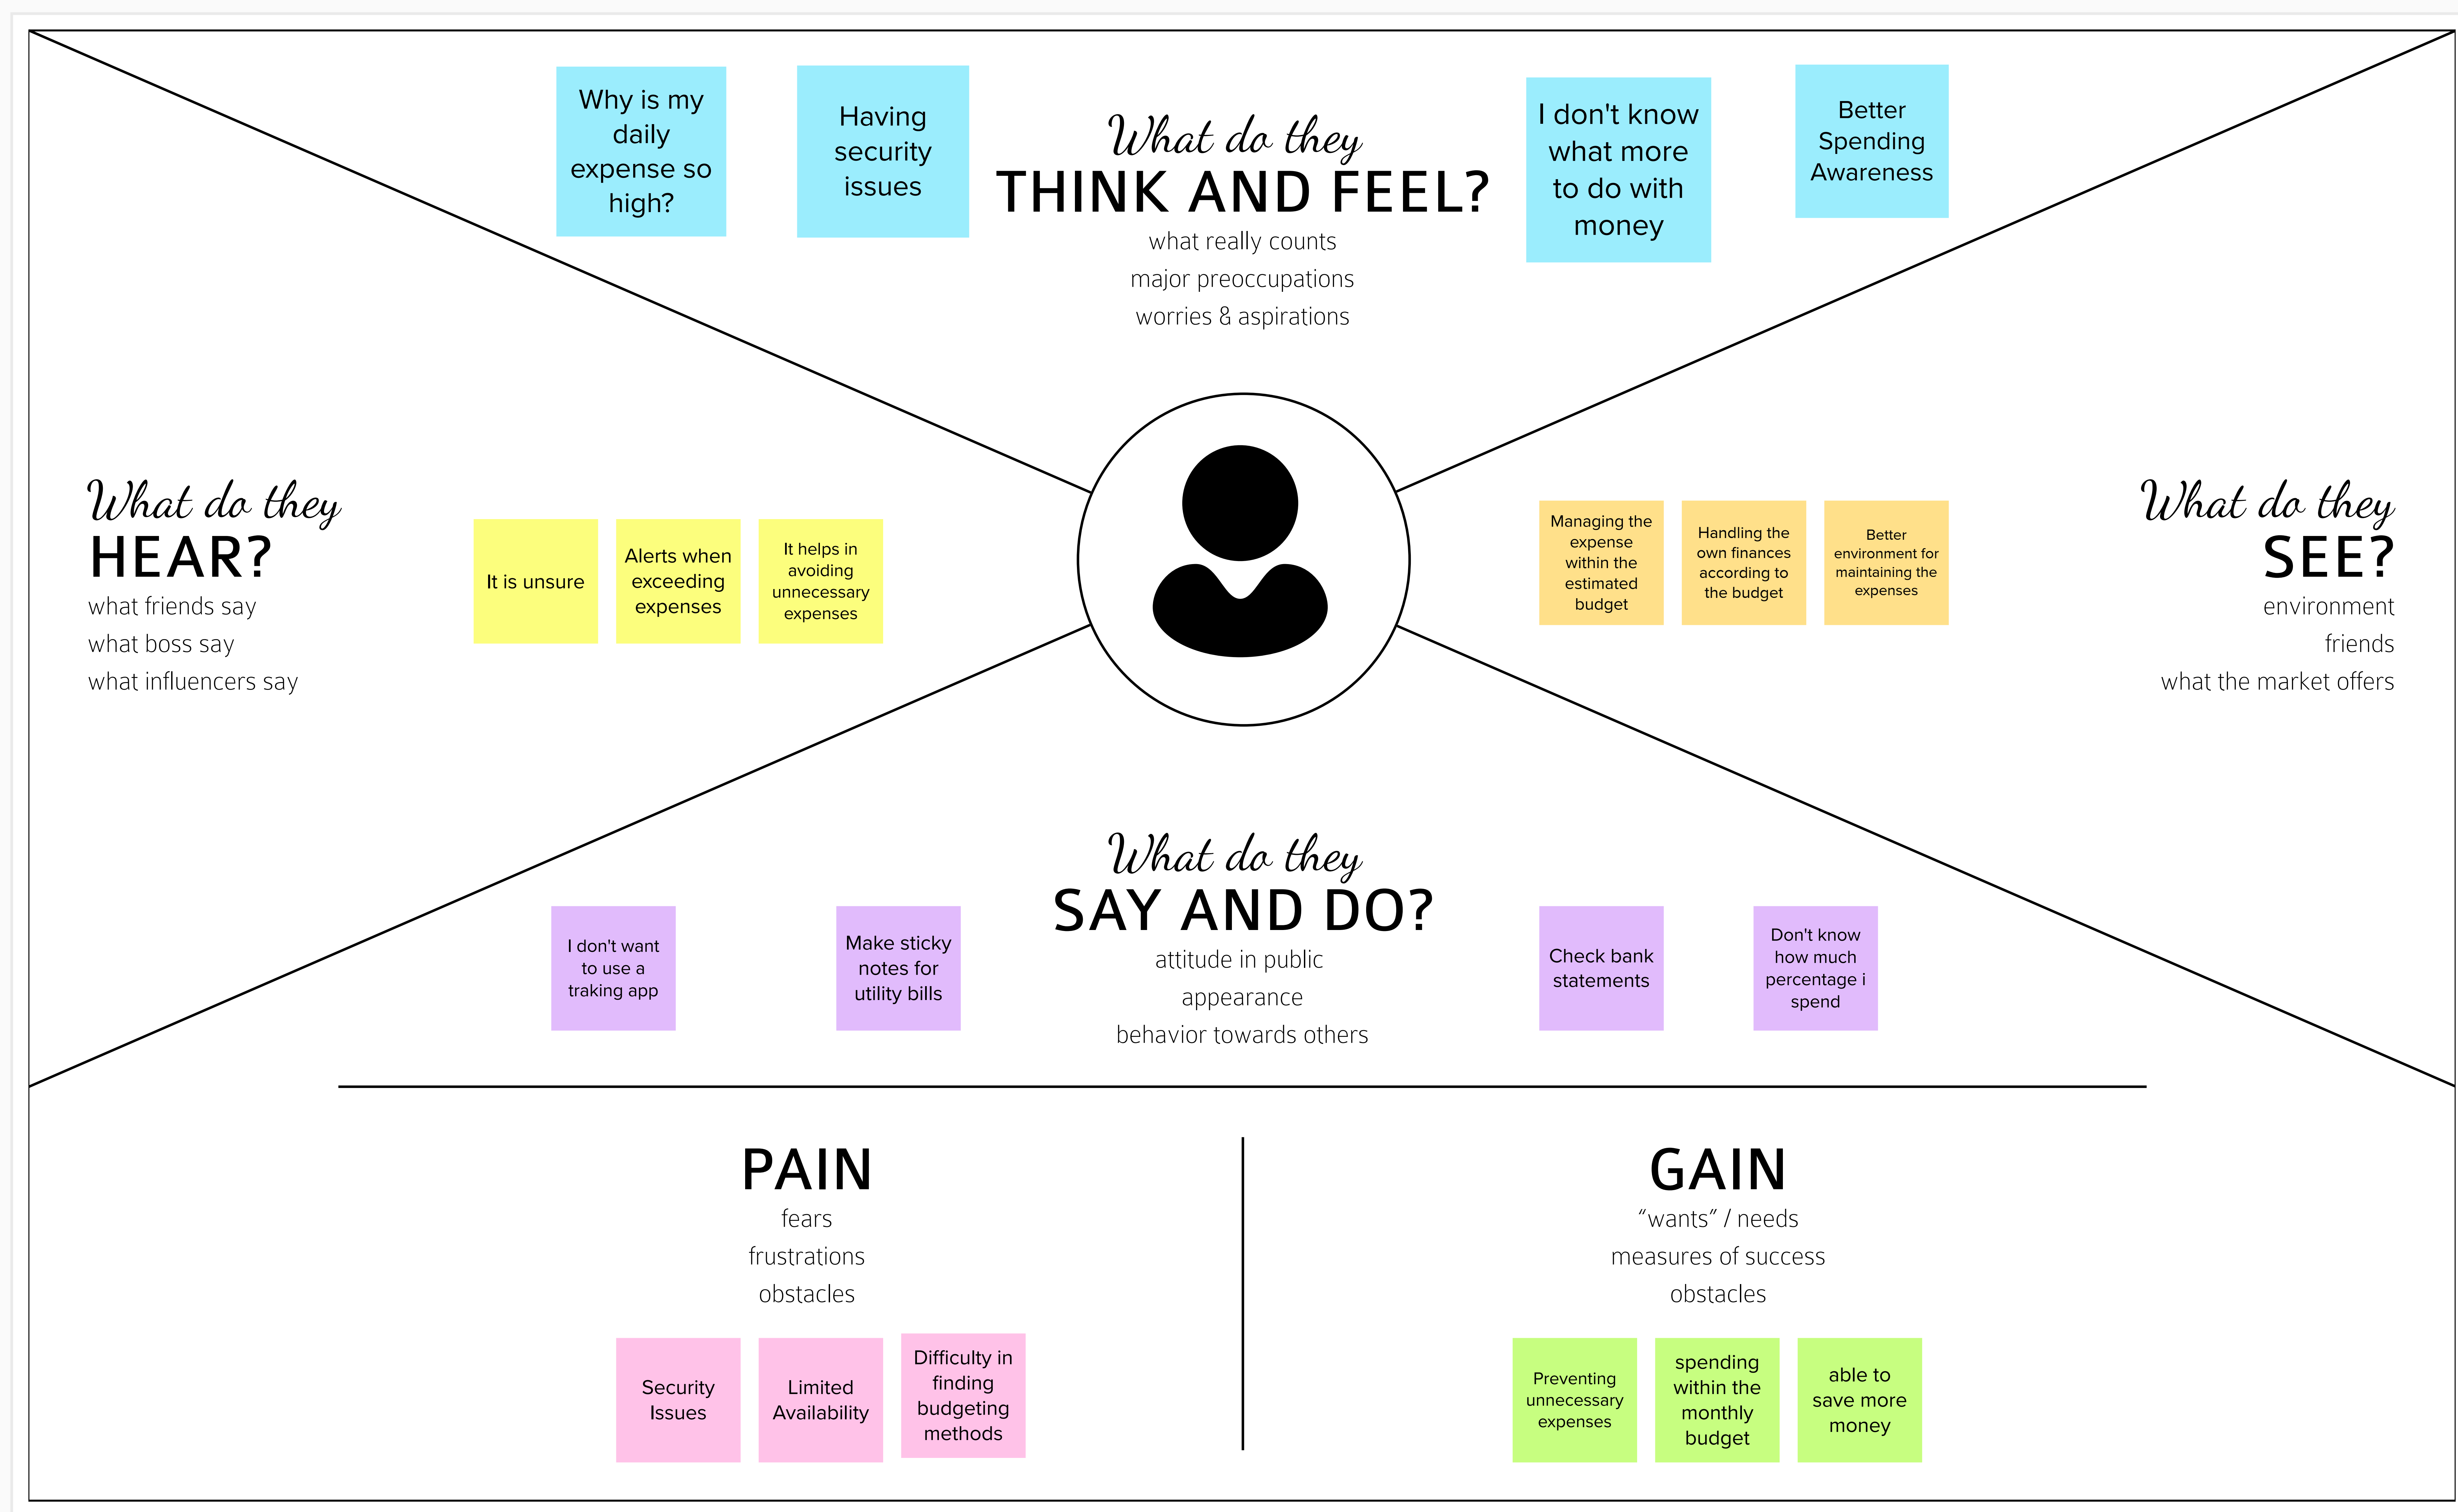 Why is my
daily
expense so
high?
Having
security
issues
What do they
THINK AND FEEL?
what really counts
major preoccupations
worries & aspirations
I don't know
what more
to do with
money
Better
Spending
Awareness
What do they
HEAR?
what friends say
what boss say
what influencers say
It is unsure
Alerts when
exceeding
expenses
It helps in
avoiding
unnecessary
expenses
Managing the
expense
within the
estimated
budget
Handling the
own finances
according to
the budget
Better
environment for
maintaining the
expenses
What do they
SEE?
environment
friends
what the market offers
What do they
SAY AND DO?
attitude in public
appearance
behavior towards others
I don't want
to use a
traking app
Make sticky
notes for
utility bills
Check bank
statements
Don't know
how much
percentage i
spend
PAIN
fears
frustrations
obstacles
Security
Issues
Limited
Availability
Difficulty in
finding
budgeting
methods
GAIN
“wants” / needs
measures of success
obstacles
Preventing
unnecessary
expenses
spending
within the
monthly
budget
able to
save more
money